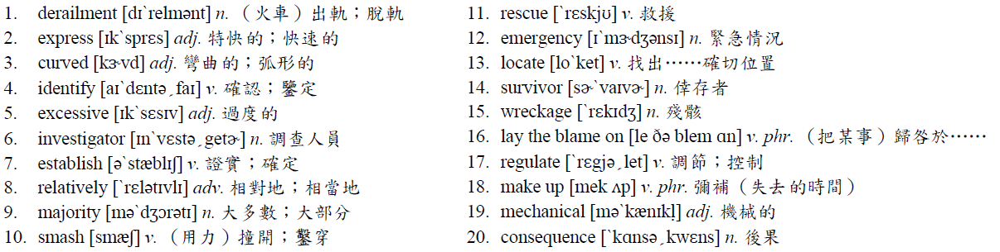 1. derailment [dɪˋrelmənt] n. （火車）出軌；脫軌
2. express [ɪkˋsprɛs] adj. 特快的；快速的
3. curved [kɝvd] adj. 彎曲的；弧形的
4. identify [aɪˋdɛntəˏfaɪ] v. 確認；鑒定
5. excessive [ɪkˋsɛsɪv] adj. 過度的
6. investigator [ɪnˋvɛstəˏgetɚ] n. 調查人員
7. establish [əˋstæblɪʃ] v. 證實；確定
8. relatively [ˋrɛlətɪvlɪ] adv. 相對地；相當地
9. majority [məˋdʒɔrətɪ] n. 大多數；大部分
10. smash [smæʃ] v. （用力）撞開；鑿穿
11. rescue [ˋrɛskjʊ] v. 救援
12. emergency [ɪˋmɝdʒənsɪ] n. 緊急情況
13. locate [loˋket] v. 找出……確切位置
14. survivor [sɚˋvaɪvɚ] n. 倖存者
15. wreckage [ˋrɛkɪdʒ] n. 殘骸
16. lay the blame on [le ðə blem ɑn] v. phr. （把某事）歸咎於……
17. regulate [ˋrɛgjəˏlet] v. 調節；控制
18. make up [mek ʌp] v. phr. 彌補（失去的時間）
19. mechanical [məˋkænɪkl̩] adj. 機械的
20. consequence [ˋkɑnsəˏkwɛns] n. 後果